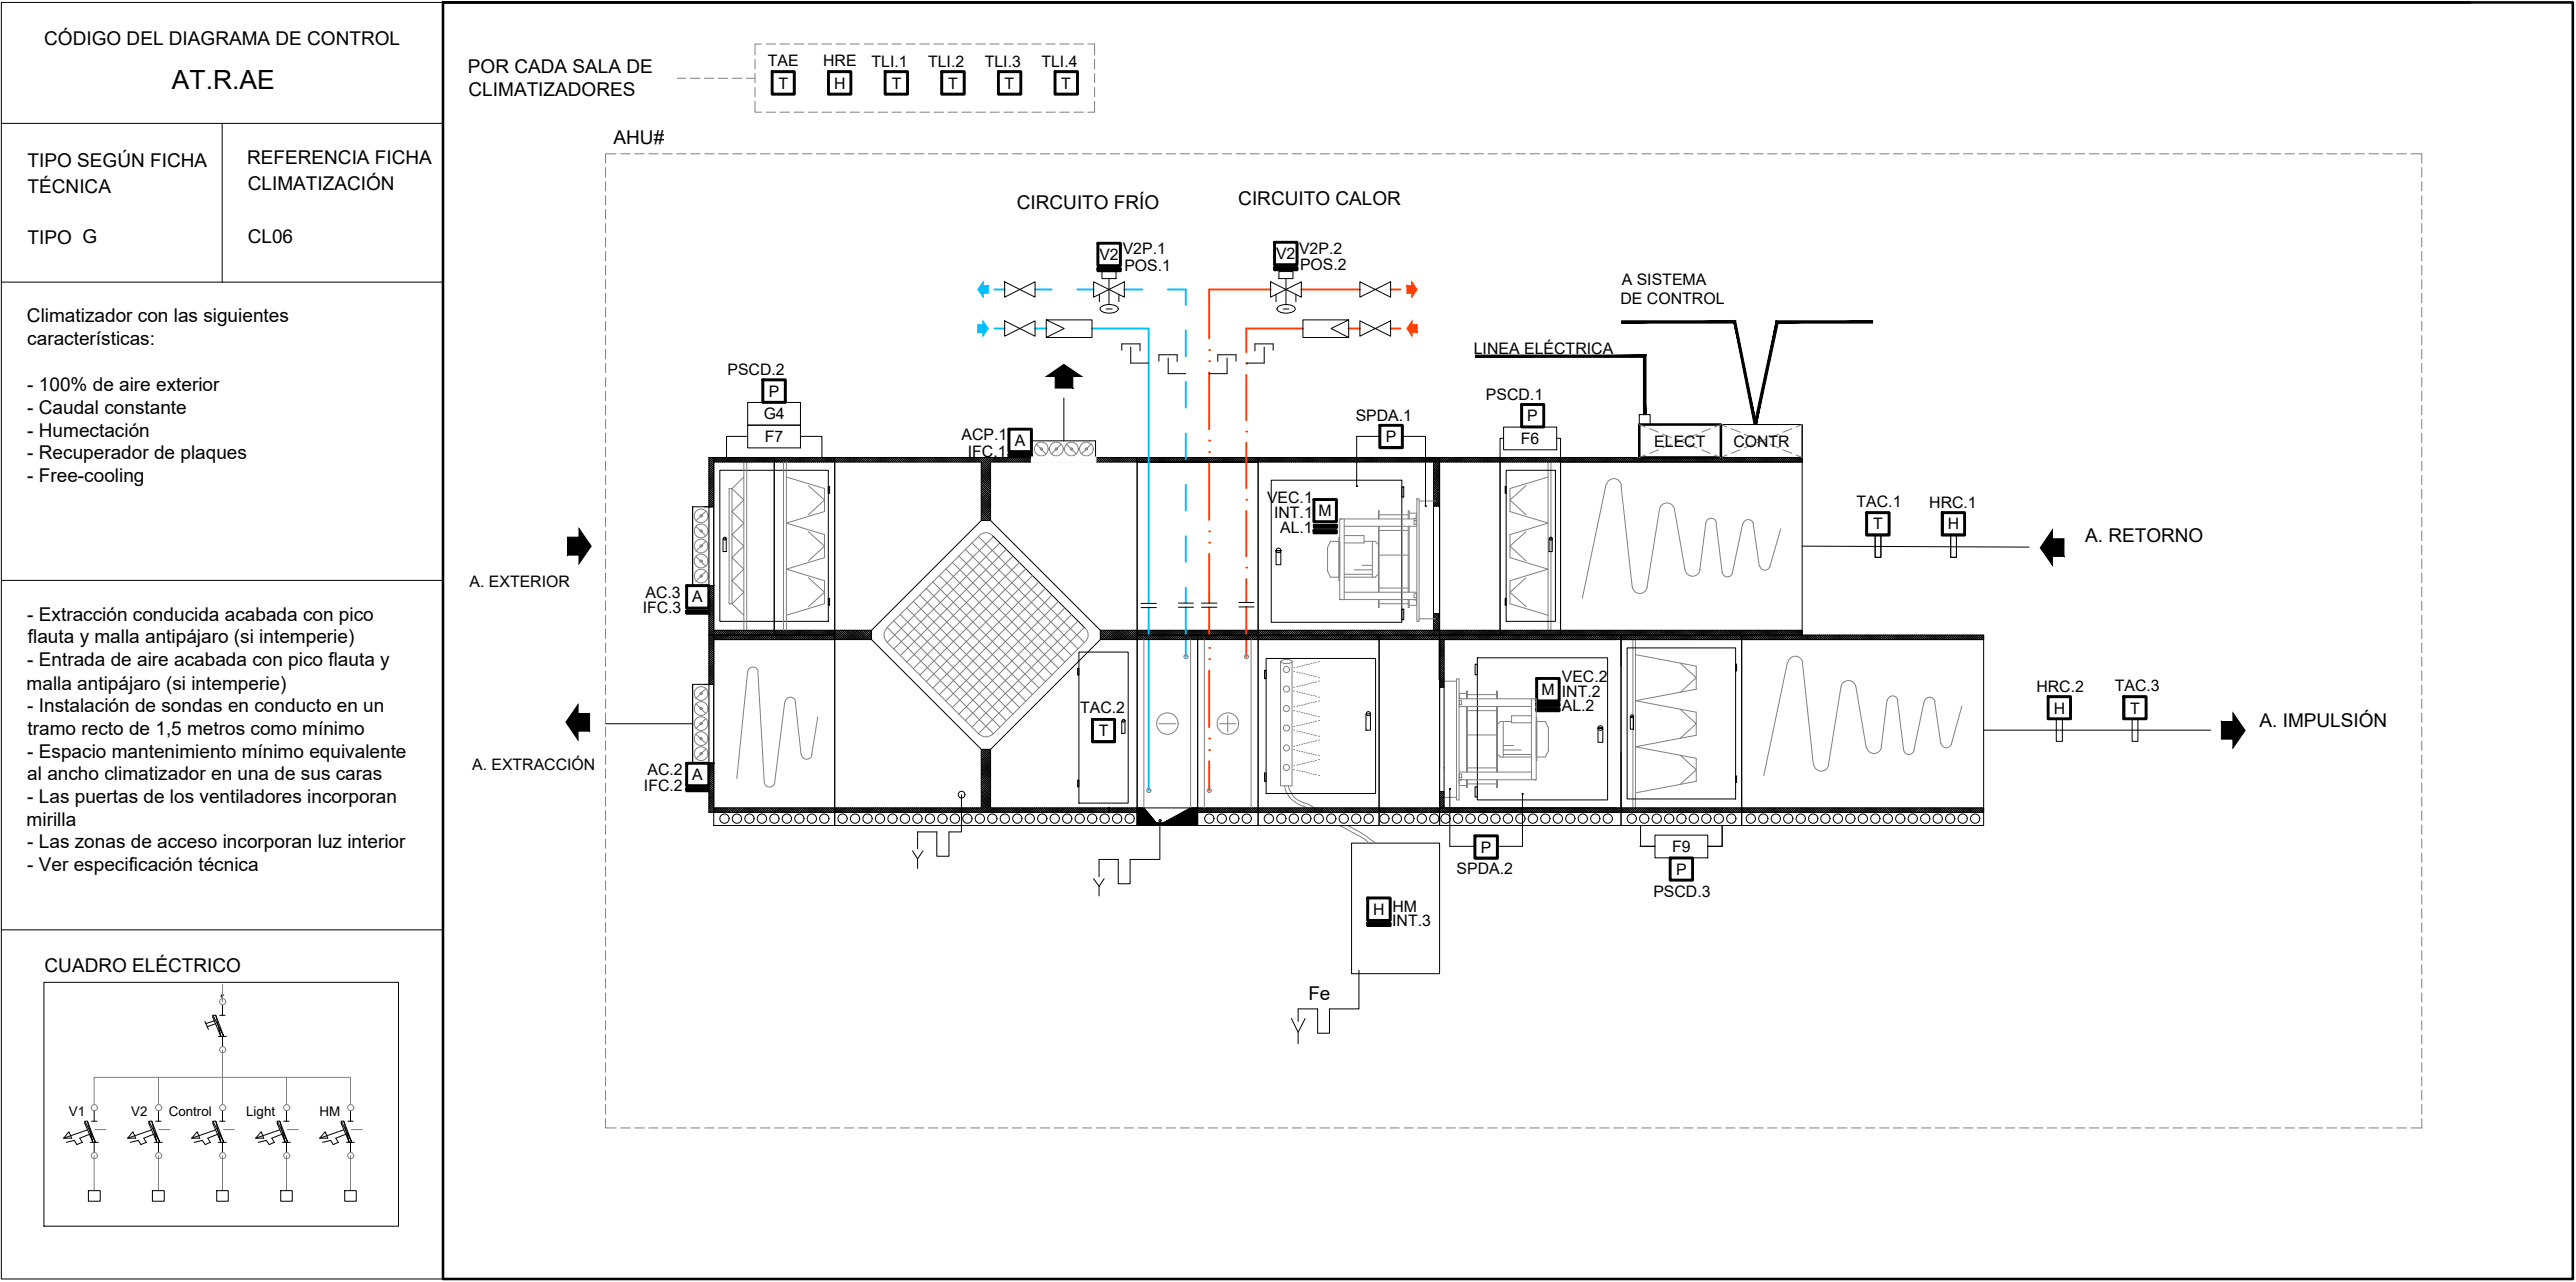 CÓDIGO DEL DIAGRAMA DE CONTROL
AT.R.AE
TIPO SEGÚN FICHA
TÉCNICA
TIPO G
REFERENCIA FICHA
CLIMATIZACIÓN
CL06
Climatizador con las siguientes
características:
- 100% de aire exterior
- Caudal constante
- Humectación
- Recuperador de plaques
- Free-cooling
- Extracción conducida acabada con pico
flauta y malla antipájaro (si intemperie)
- Entrada de aire acabada con pico flauta y
malla antipájaro (si intemperie)
- Instalación de sondas en conducto en un
tramo recto de 1,5 metros como mínimo
- Espacio mantenimiento mínimo equivalente
al ancho climatizador en una de sus caras
- Las puertas de los ventiladores incorporan
mirilla
- Las zonas de acceso incorporan luz interior
- Ver especificación técnica
CUADRO ELÉCTRICO
V1 V2 Control Light HM
POR CADA SALA DE
CLIMATIZADORES
TAE HRE TLI.1 TLI.2 TLI.3 TLI.4
T H T T T T
AHU#
CIRCUITO FRÍO
CIRCUITO CALOR
V2 V2P.1
POS.1
V2 V2P.2
POS.2
A SISTEMA
DE CONTROL
LINEA ELÉCTRICA
PSCD.2
P
G4
F7
ACP.1
IFC.1
A
SPDA.1
P
PSCD.1
P
F6
ELECT
CONTR
VEC.1
INT.1
AL.1
M
TAC.1
T
HRC.1
H
A. RETORNO
A. EXTERIOR
AC.3
IFC.3
A
A. EXTRACCIÓN
AC.2
IFC.2
A
TAC.2
T
M
VEC.2
INT.2
AL.2
HRC.2
H
TAC.3
T
A. IMPULSIÓN
P
SPDA.2
F9
P
PSCD.3
H
HM
INT.3
Fe